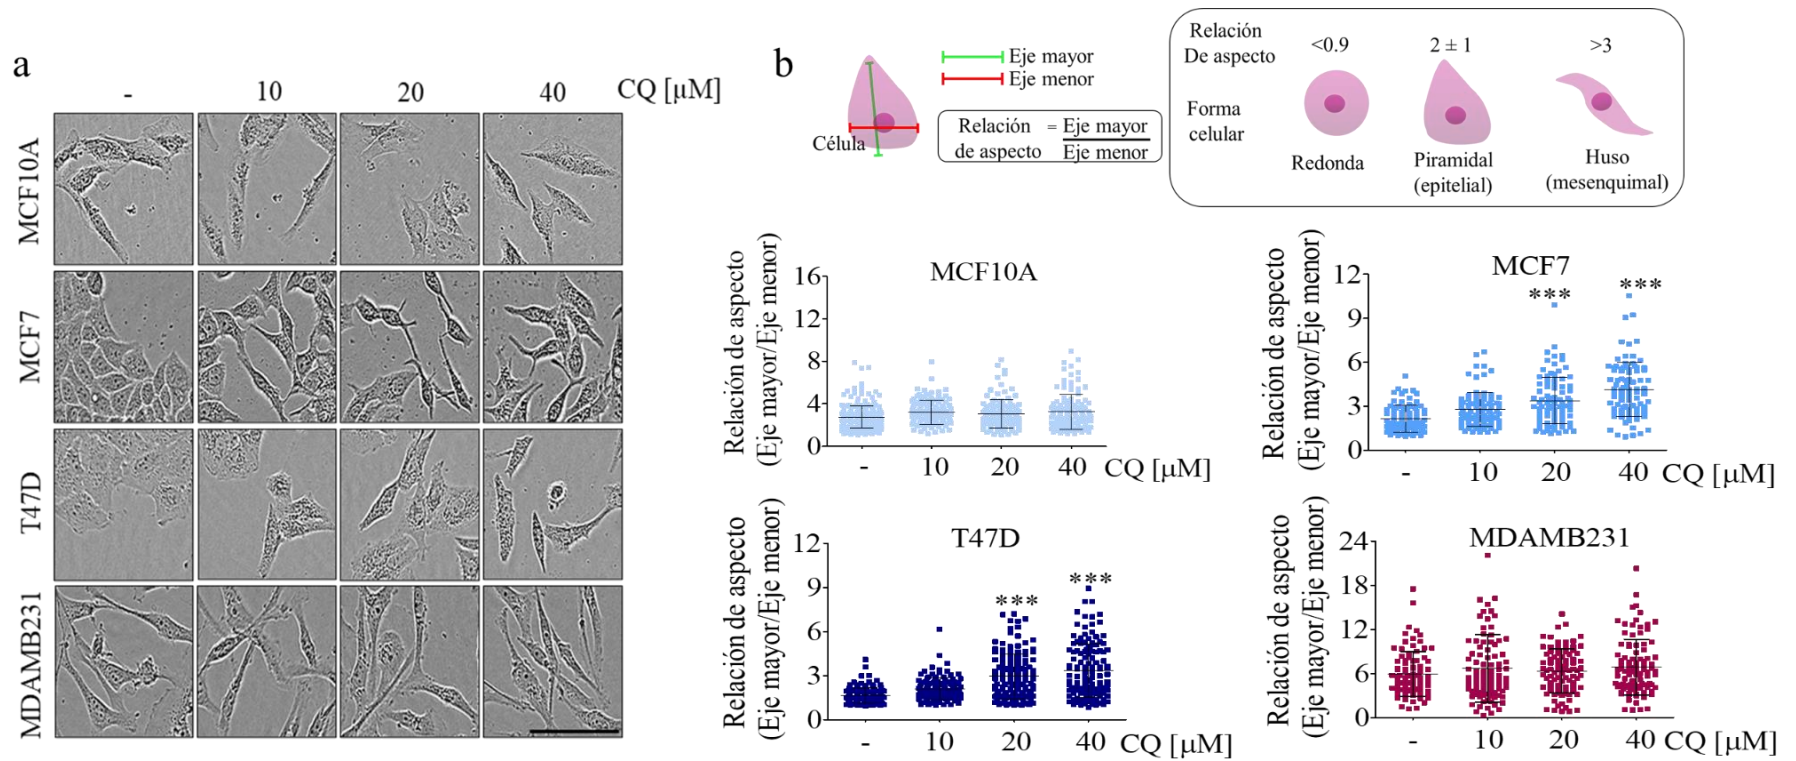 a
- 10 20 40 CQ [µM]
MCF10A
MCF7
T47D
MDAMB231
b
Célula
Eje mayor
Eje menor
Relación de aspecto = Eje mayor
Eje menor
Relación
De aspecto
<0.9
2 ± 1
>3
Forma
celular
Redonda
Piramidal
(epitelial)
Huso
(mesenquimal)
MCF10A
Relación de aspecto
(Eje mayor/Eje menor)
16
12
8
4
0
- 10 20 40 CQ [µM]
MCF7
Relación de aspecto
(Eje mayor/Eje menor)
12
9
6
3
0
*** ***
- 10 20 40 CQ [µM]
T47D
Relación de aspecto
(Eje mayor/Eje menor)
12
9
6
3
0
*** ***
- 10 20 40 CQ [µM]
MDAMB231
Relación de aspecto
(Eje mayor/Eje menor)
24
18
12
6
0
- 10 20 40 CQ [µM]